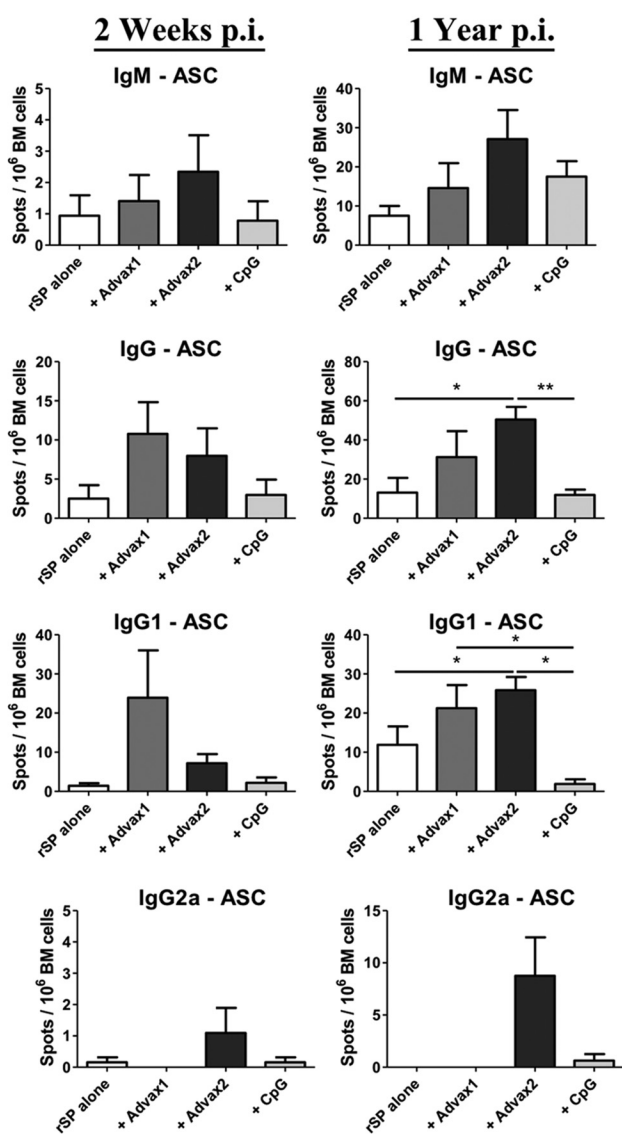 2 Weeks p.i.
1 Year p.i.
IgM - ASC
Spots / 10⁶ BM cells
5
4
3
2
1
0
rSP alone
+ Advax1
+ Advax2
+ CpG
IgM - ASC
Spots / 10⁶ BM cells
40
30
20
10
0
rSP alone
+ Advax1
+ Advax2
+ CpG
IgG - ASC
Spots / 10⁶ BM cells
20
15
10
5
0
rSP alone
+ Advax1
+ Advax2
+ CpG
IgG - ASC
Spots / 10⁶ BM cells
80
60
40
20
0
*
**
rSP alone
+ Advax1
+ Advax2
+ CpG
IgG1 - ASC
Spots / 10⁶ BM cells
40
30
20
10
0
rSP alone
+ Advax1
+ Advax2
+ CpG
IgG1 - ASC
Spots / 10⁶ BM cells
40
30
20
10
0
*
*
*
rSP alone
+ Advax1
+ Advax2
+ CpG
IgG2a - ASC
Spots / 10⁶ BM cells
5
4
3
2
1
0
rSP alone
+ Advax1
+ Advax2
+ CpG
IgG2a - ASC
Spots / 10⁶ BM cells
15
10
5
0
rSP alone
+ Advax1
+ Advax2
+ CpG